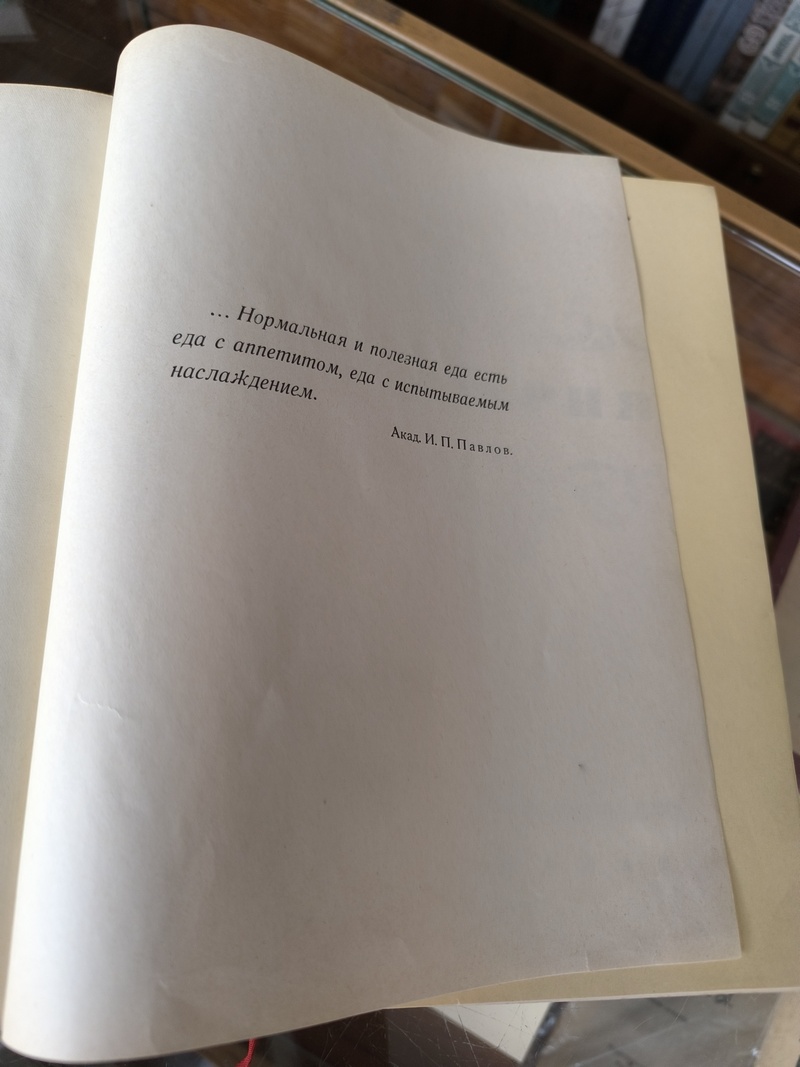 ... Нормальная и полезная еда есть
еда с аппетитом, еда с испытываемым
наслаждением.
Акад. И. П. Павлов.